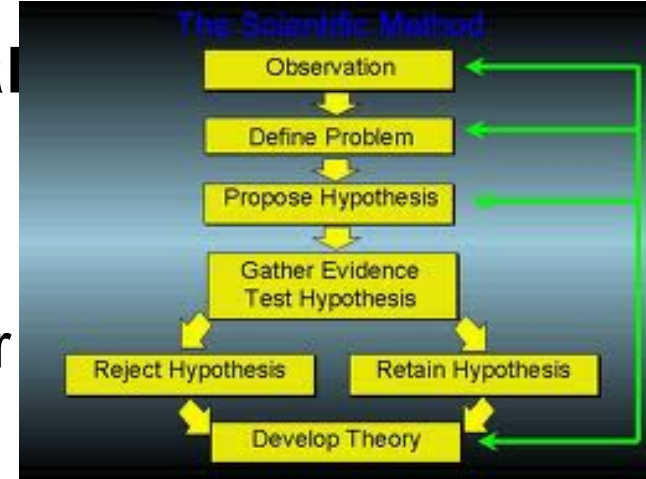 The Scientific Method
Observation
Define Problem
Propose Hypothesis
Gather Evidence
Test Hypothesis
Reject Hypothesis
Retain Hypothesis
Develop Theory